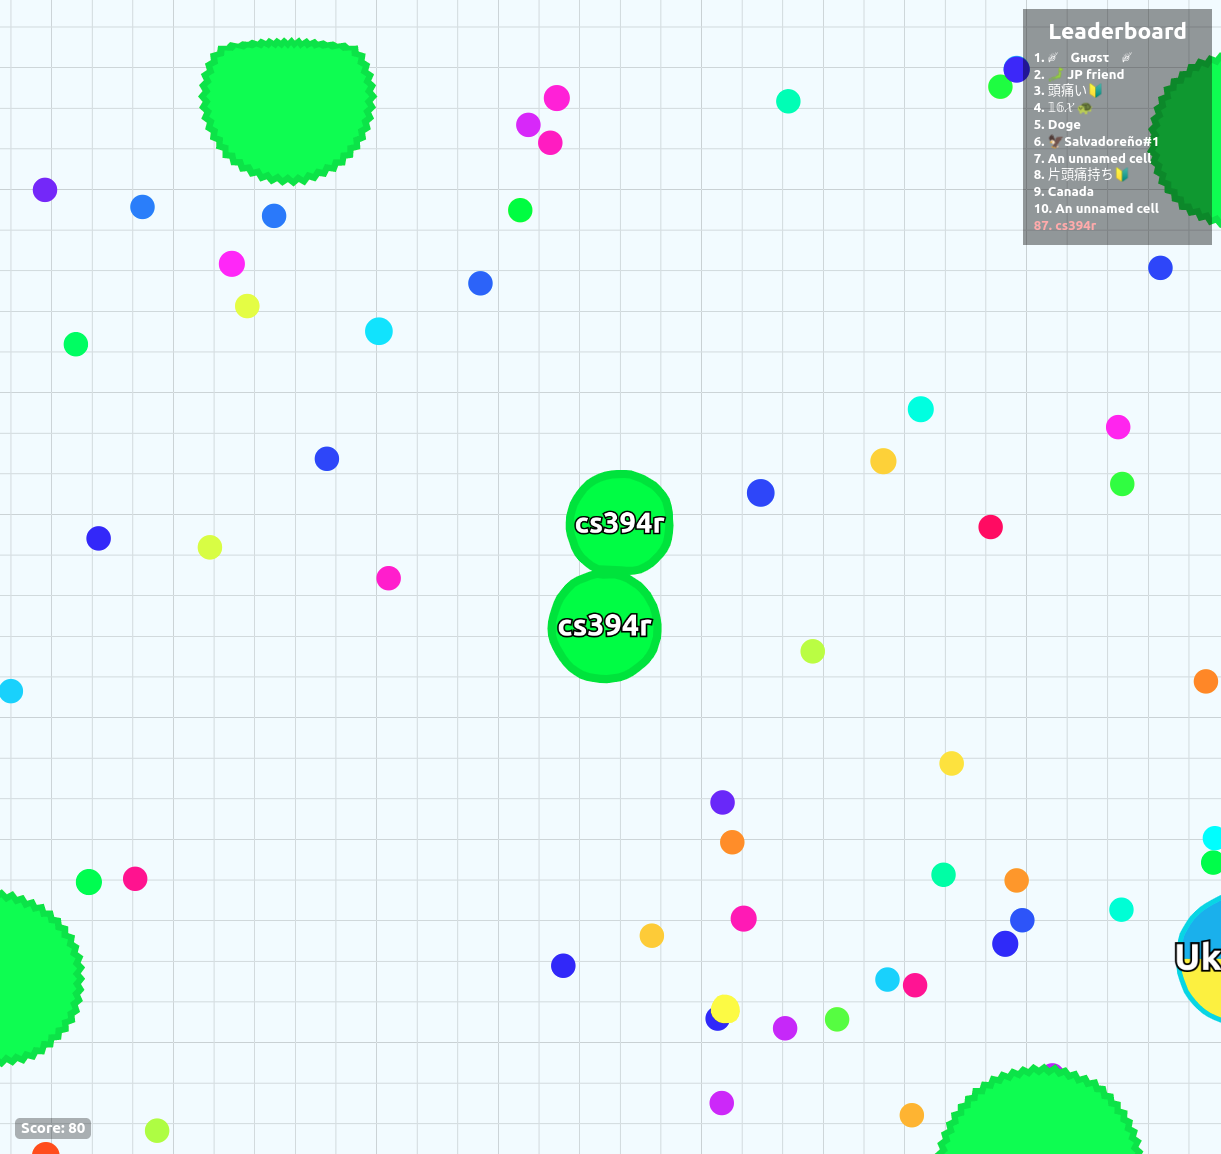 Leaderboard
1. Gʜσsτ
2. JP friend
3. 頭痛い🔰
4. 𝟙𝟞.𝓧 🐢
5. Doge
6. 🦅Salvadoreño#1
7. An unnamed cell
8. 片頭痛持ち🔰
9. Canada
10. An unnamed cell
87. cs394r
cs394r
cs394r
Uk
Score: 80